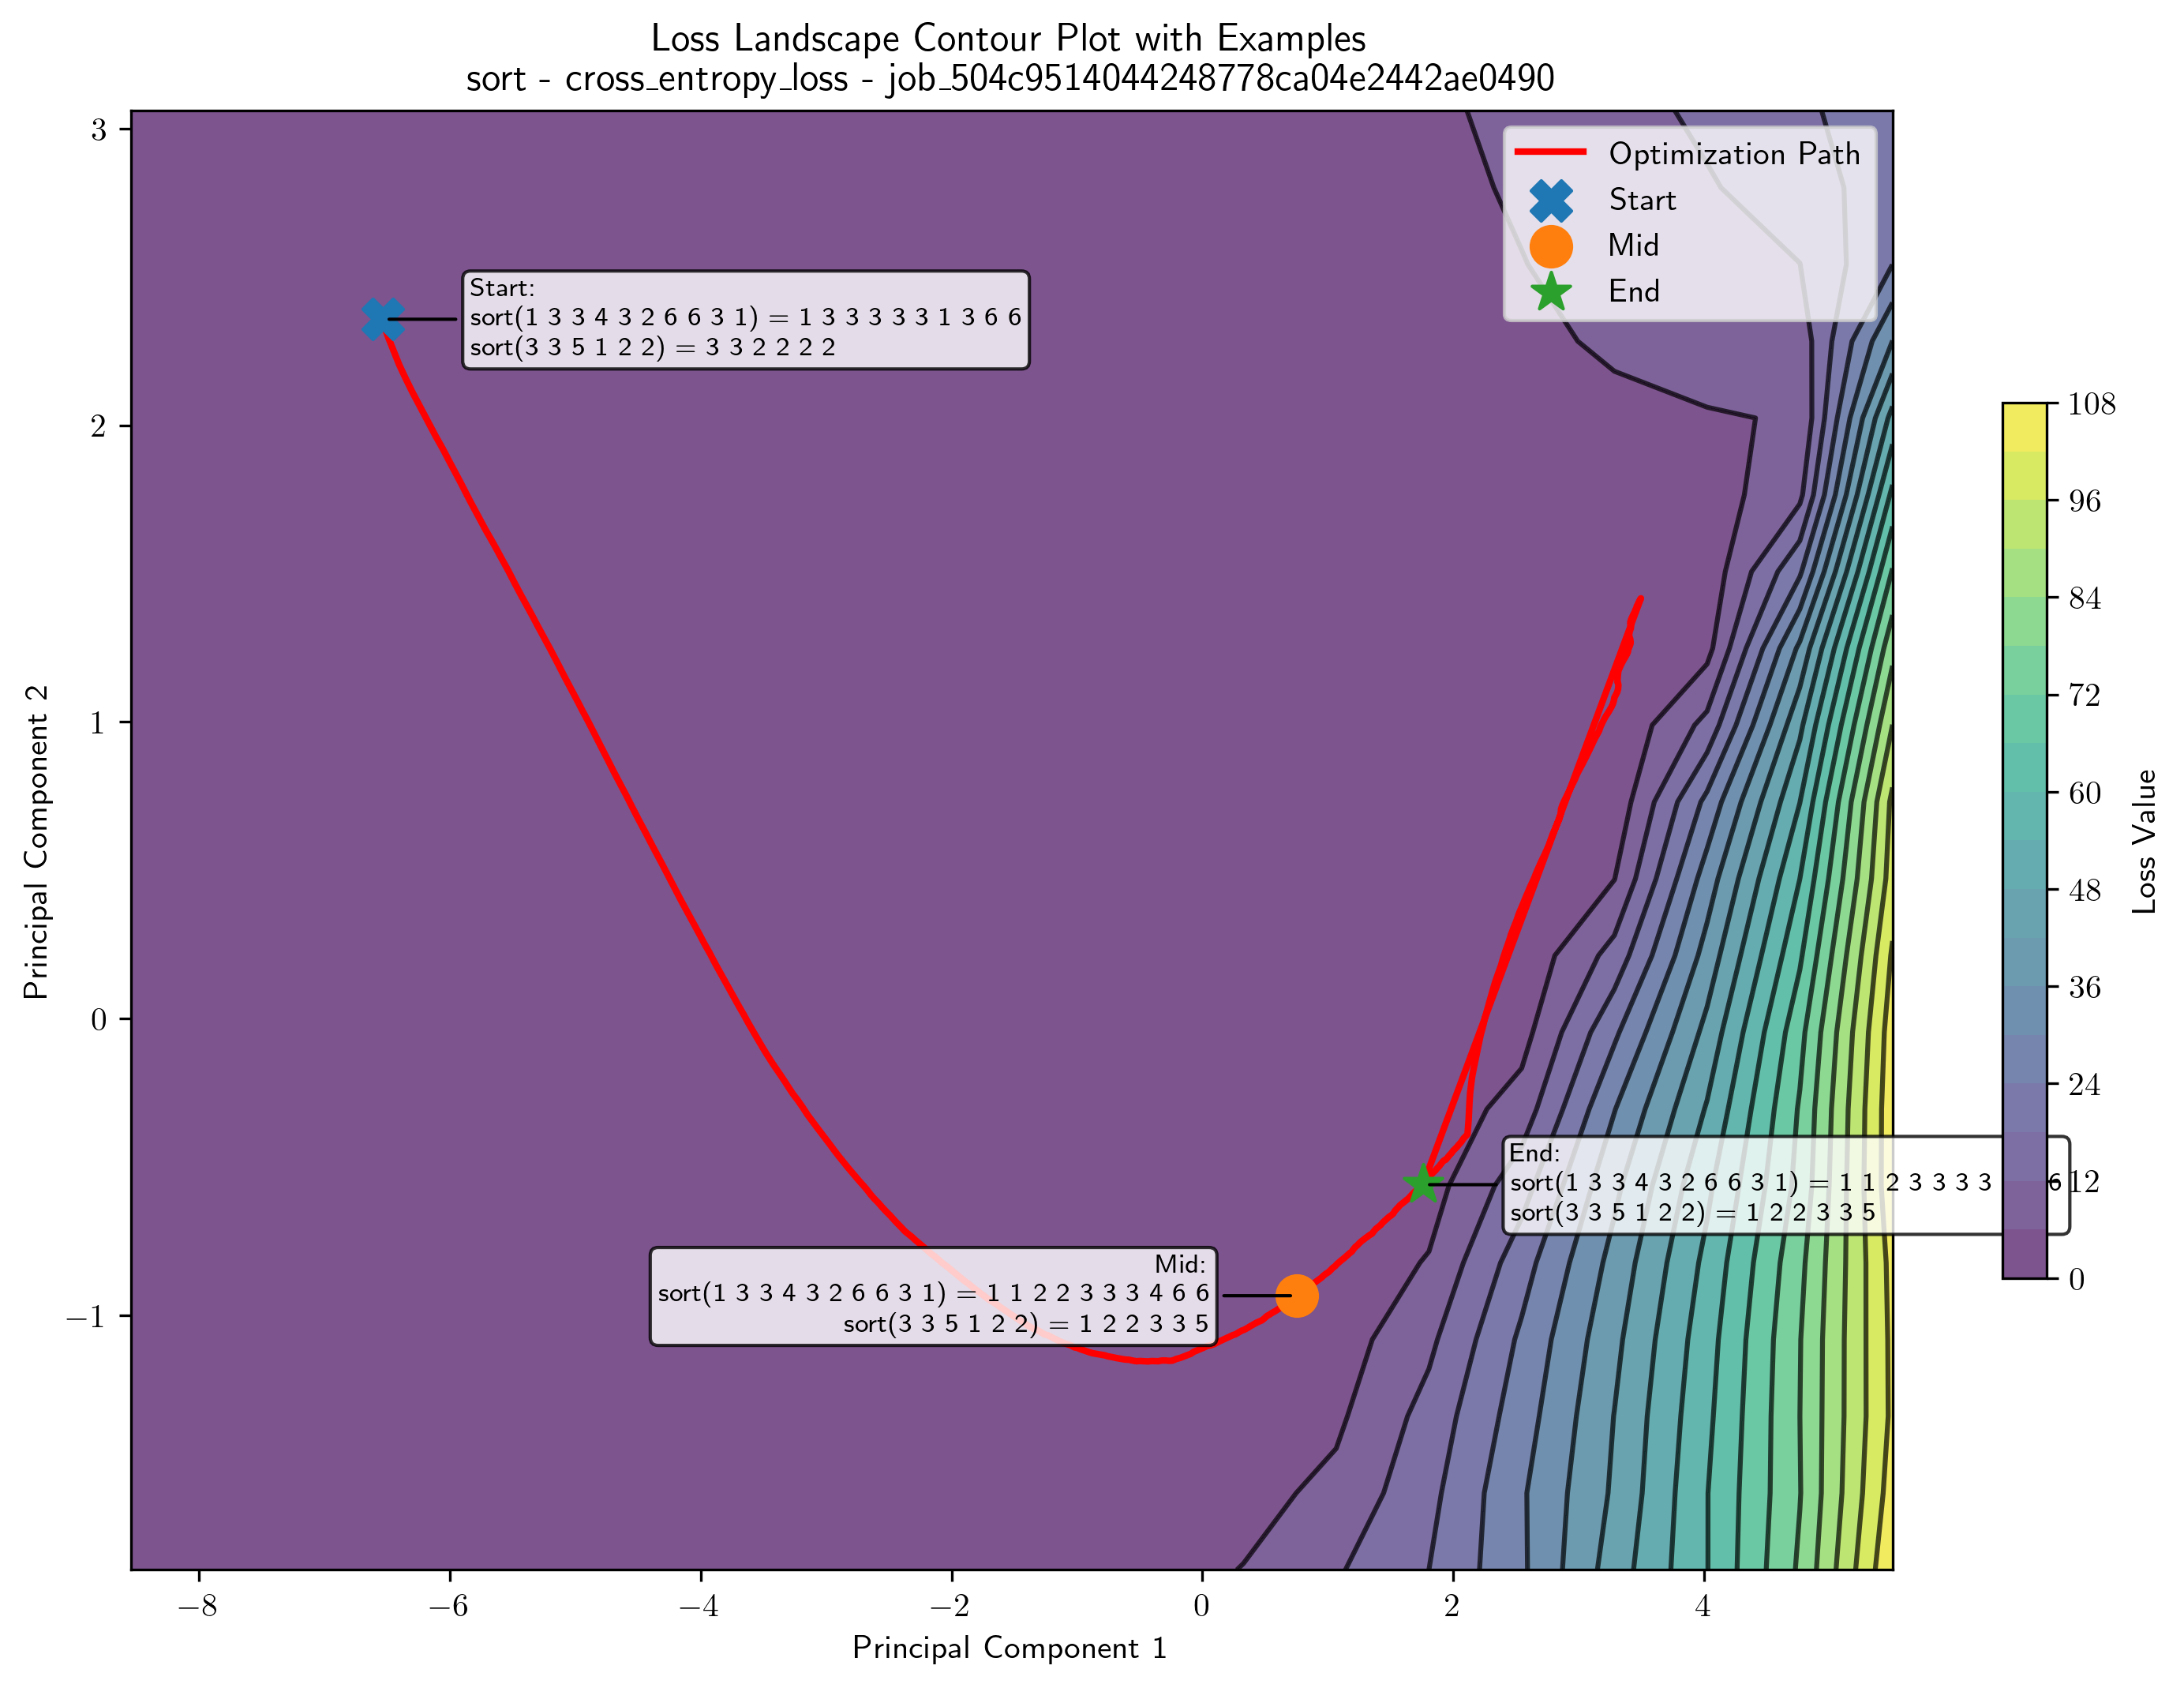 Loss Landscape Contour Plot with Examples
sort - cross_entropy_loss - job_504c9514044248778ca04e2442ae0490
3
2
1
0
−1
Principal Component 2
Optimization Path
Start
Mid
End
Start:
sort(1 3 3 4 3 2 6 6 3 1) = 1 3 3 3 3 3 1 3 6 6
sort(3 3 5 1 2 2) = 3 3 2 2 2 2
Mid:
sort(1 3 3 4 3 2 6 6 3 1) = 1 1 2 2 3 3 3 4 6 6
sort(3 3 5 1 2 2) = 1 2 2 3 3 5
End:
sort(1 3 3 4 3 2 6 6 3 1) = 1 1 2 3 3 3 3 6
sort(3 3 5 1 2 2) = 1 2 2 3 3 5
−8
−6
−4
−2
0
2
4
Principal Component 1
108
96
84
72
60
48
36
24
12
0
Loss Value